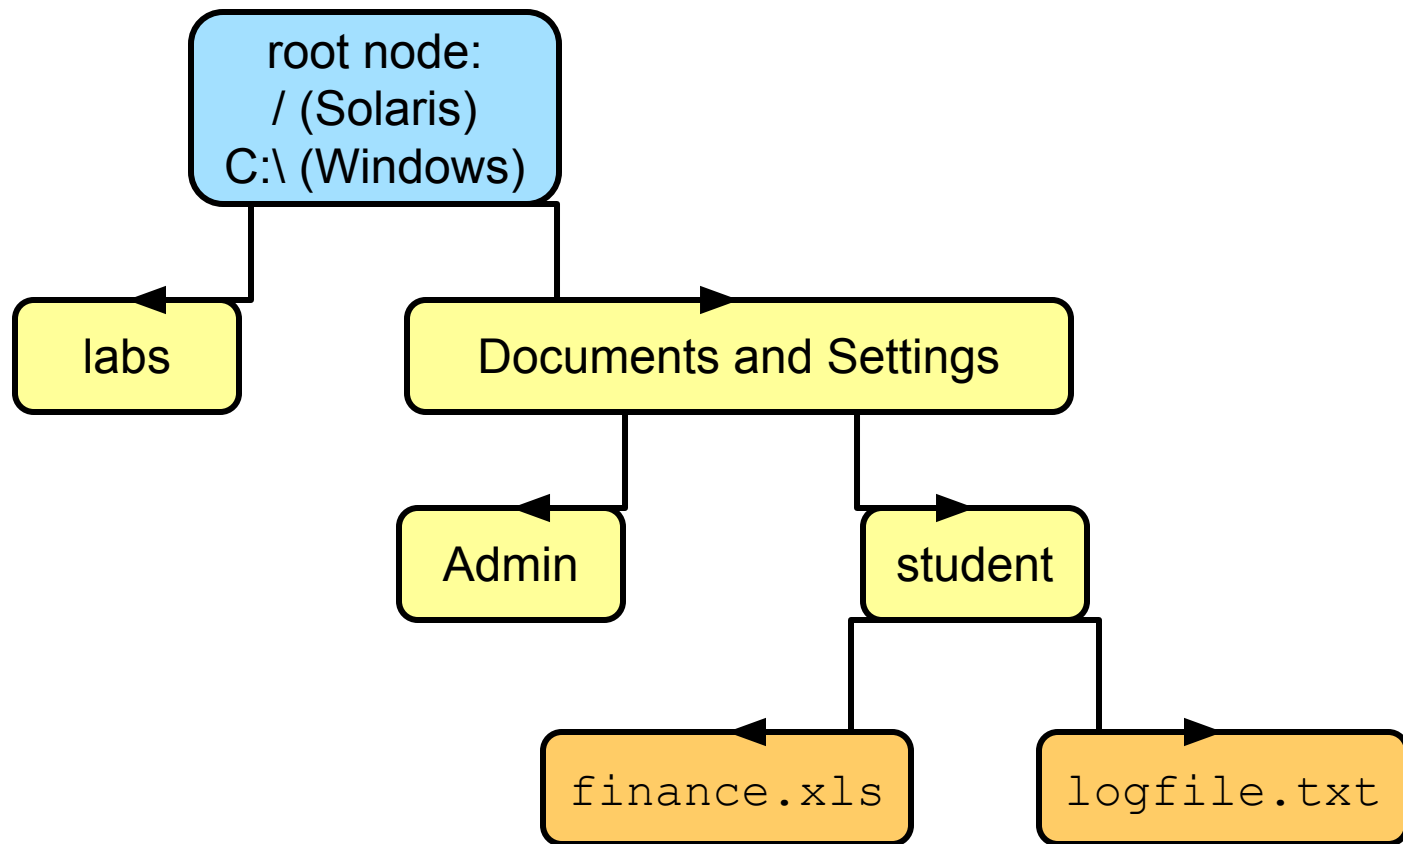 root node:
/ (Solaris)
C:\ (Windows)
labs
Documents and Settings
Admin
student
finance.xls
logfile.txt